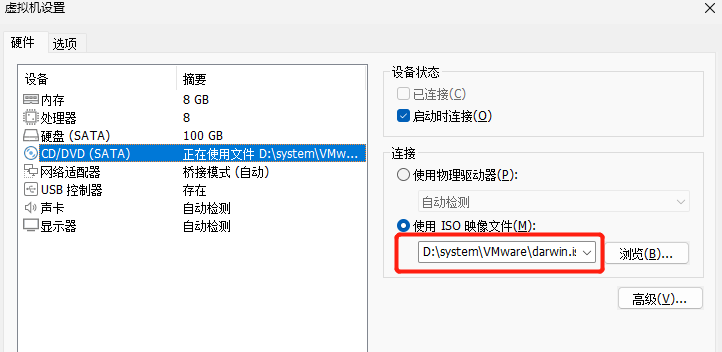 虚拟机设置
硬件 选项
设备 摘要
内存 8 GB
处理器 8
硬盘 (SATA) 100 GB
CD/DVD (SATA) 正在使用文件 D:\system\VMw...
网络适配器 桥接模式 (自动)
USB 控制器 存在
声卡 自动检测
显示器 自动检测
设备状态
已连接(C)
启动时连接(O)
连接
使用物理驱动器(P):
自动检测
使用 ISO 映像文件(M):
D:\system\VMware\darwin.is
浏览(B)...
高级(V)...